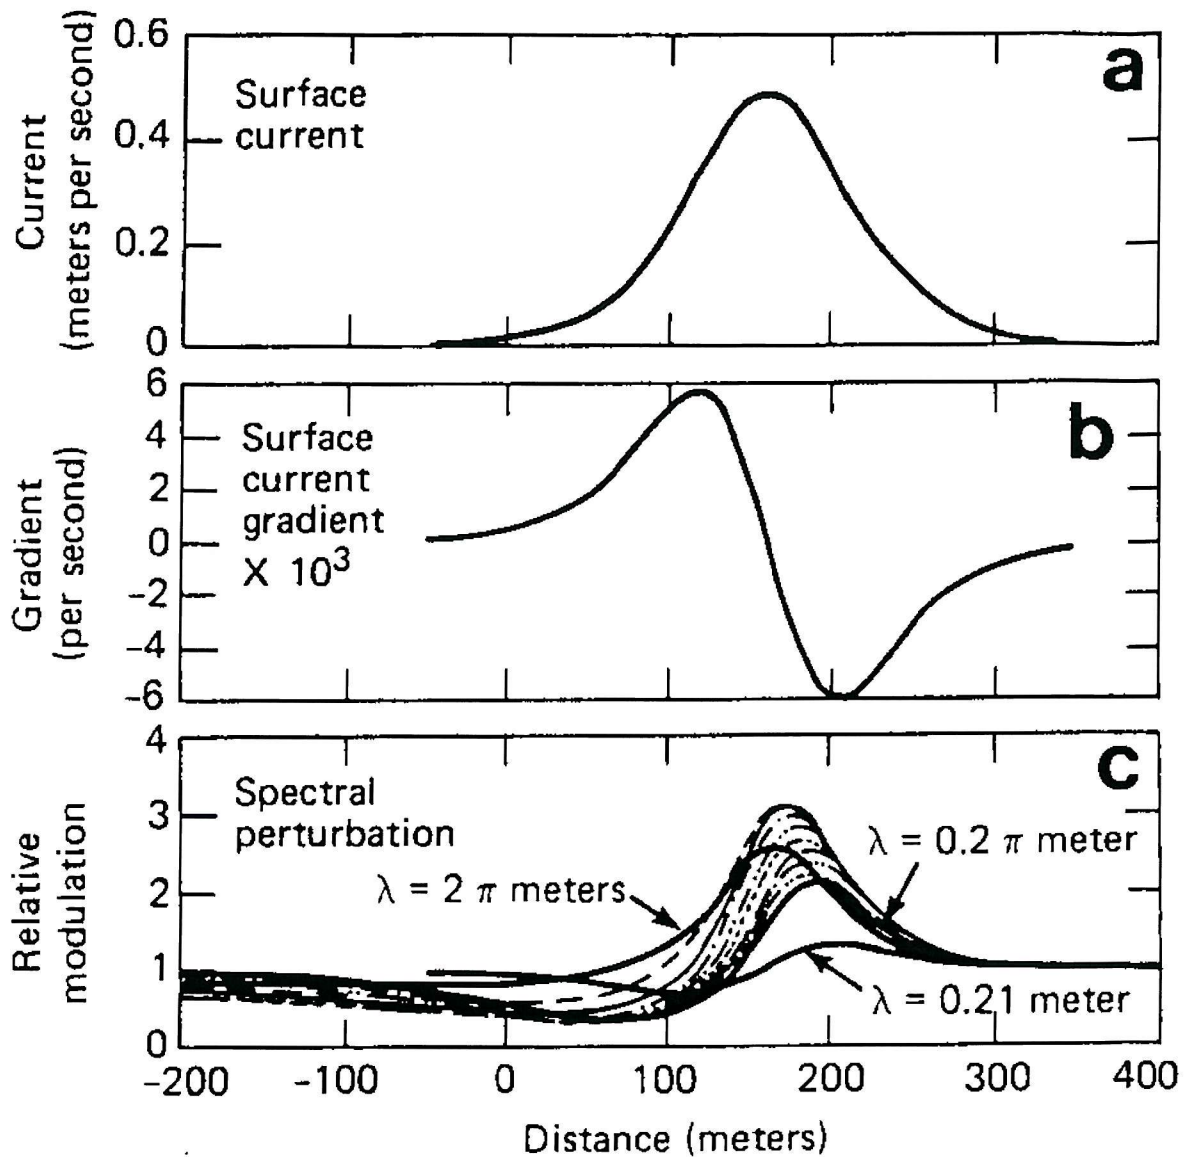 a
0.6
0.4
0.2
0
Current
(meters per second)
Surface
current
b
6
4
2
0
-2
-4
-6
Gradient
(per second)
Surface
current
gradient
X 10³
c
4
3
2
1
0
Relative
modulation
Spectral
perturbation
λ = 2 π meters
λ = 0.2 π meter
λ = 0.21 meter
-200 -100 0 100 200 300 400
Distance (meters)